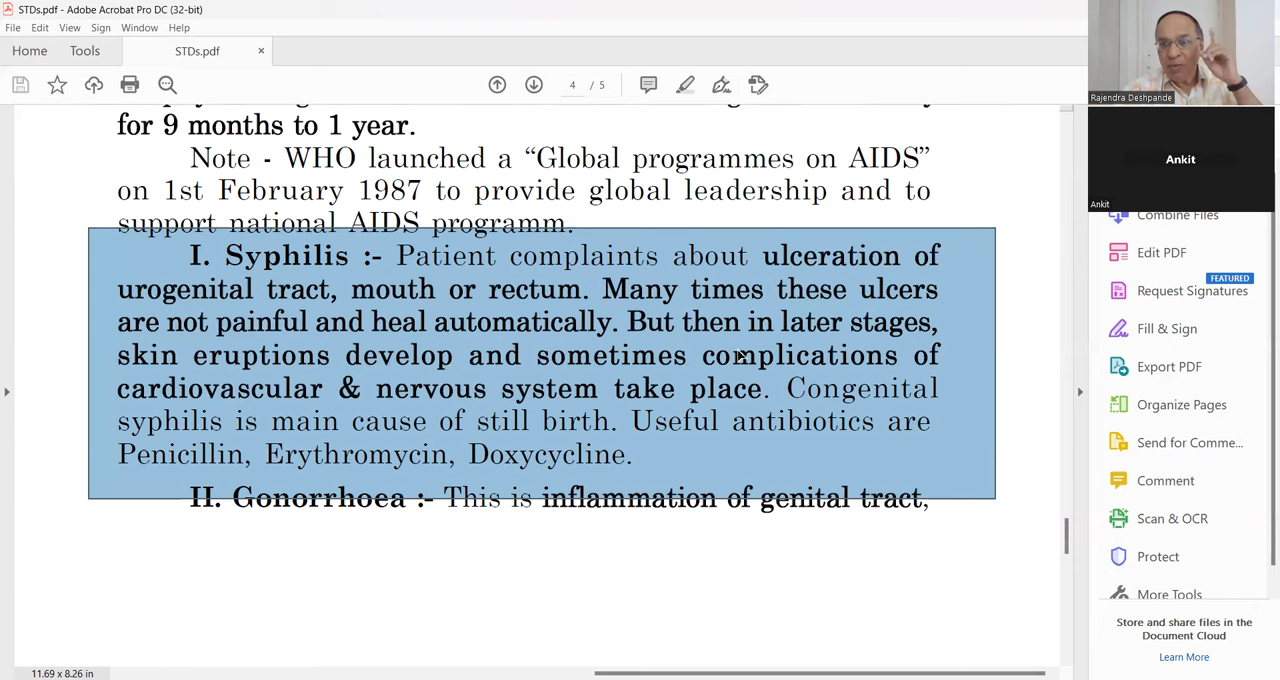 STDs.pdf - Adobe Acrobat Pro DC (32-bit)
File Edit View Sign Window Help
Home Tools STDs.pdf ×
4 / 5
for 9 months to 1 year.
Note - WHO launched a “Global programmes on AIDS”
on 1st February 1987 to provide global leadership and to
support national AIDS programm.
I. Syphilis :- Patient complaints about ulceration of
urogenital tract, mouth or rectum. Many times these ulcers
are not painful and heal automatically. But then in later stages,
skin eruptions develop and sometimes complications of
cardiovascular & nervous system take place. Congenital
syphilis is main cause of still birth. Useful antibiotics are
Penicillin, Erythromycin, Doxycycline.
II. Gonorrhoea :- This is inflammation of genital tract,
11.69 x 8.26 in
Rajendra Deshpande
Ankit
Ankit
Combine Files
Edit PDF
FEATURED
Request Signatures
Fill & Sign
Export PDF
Organize Pages
Send for Comme...
Comment
Scan & OCR
Protect
More Tools
Store and share files in the
Document Cloud
Learn More